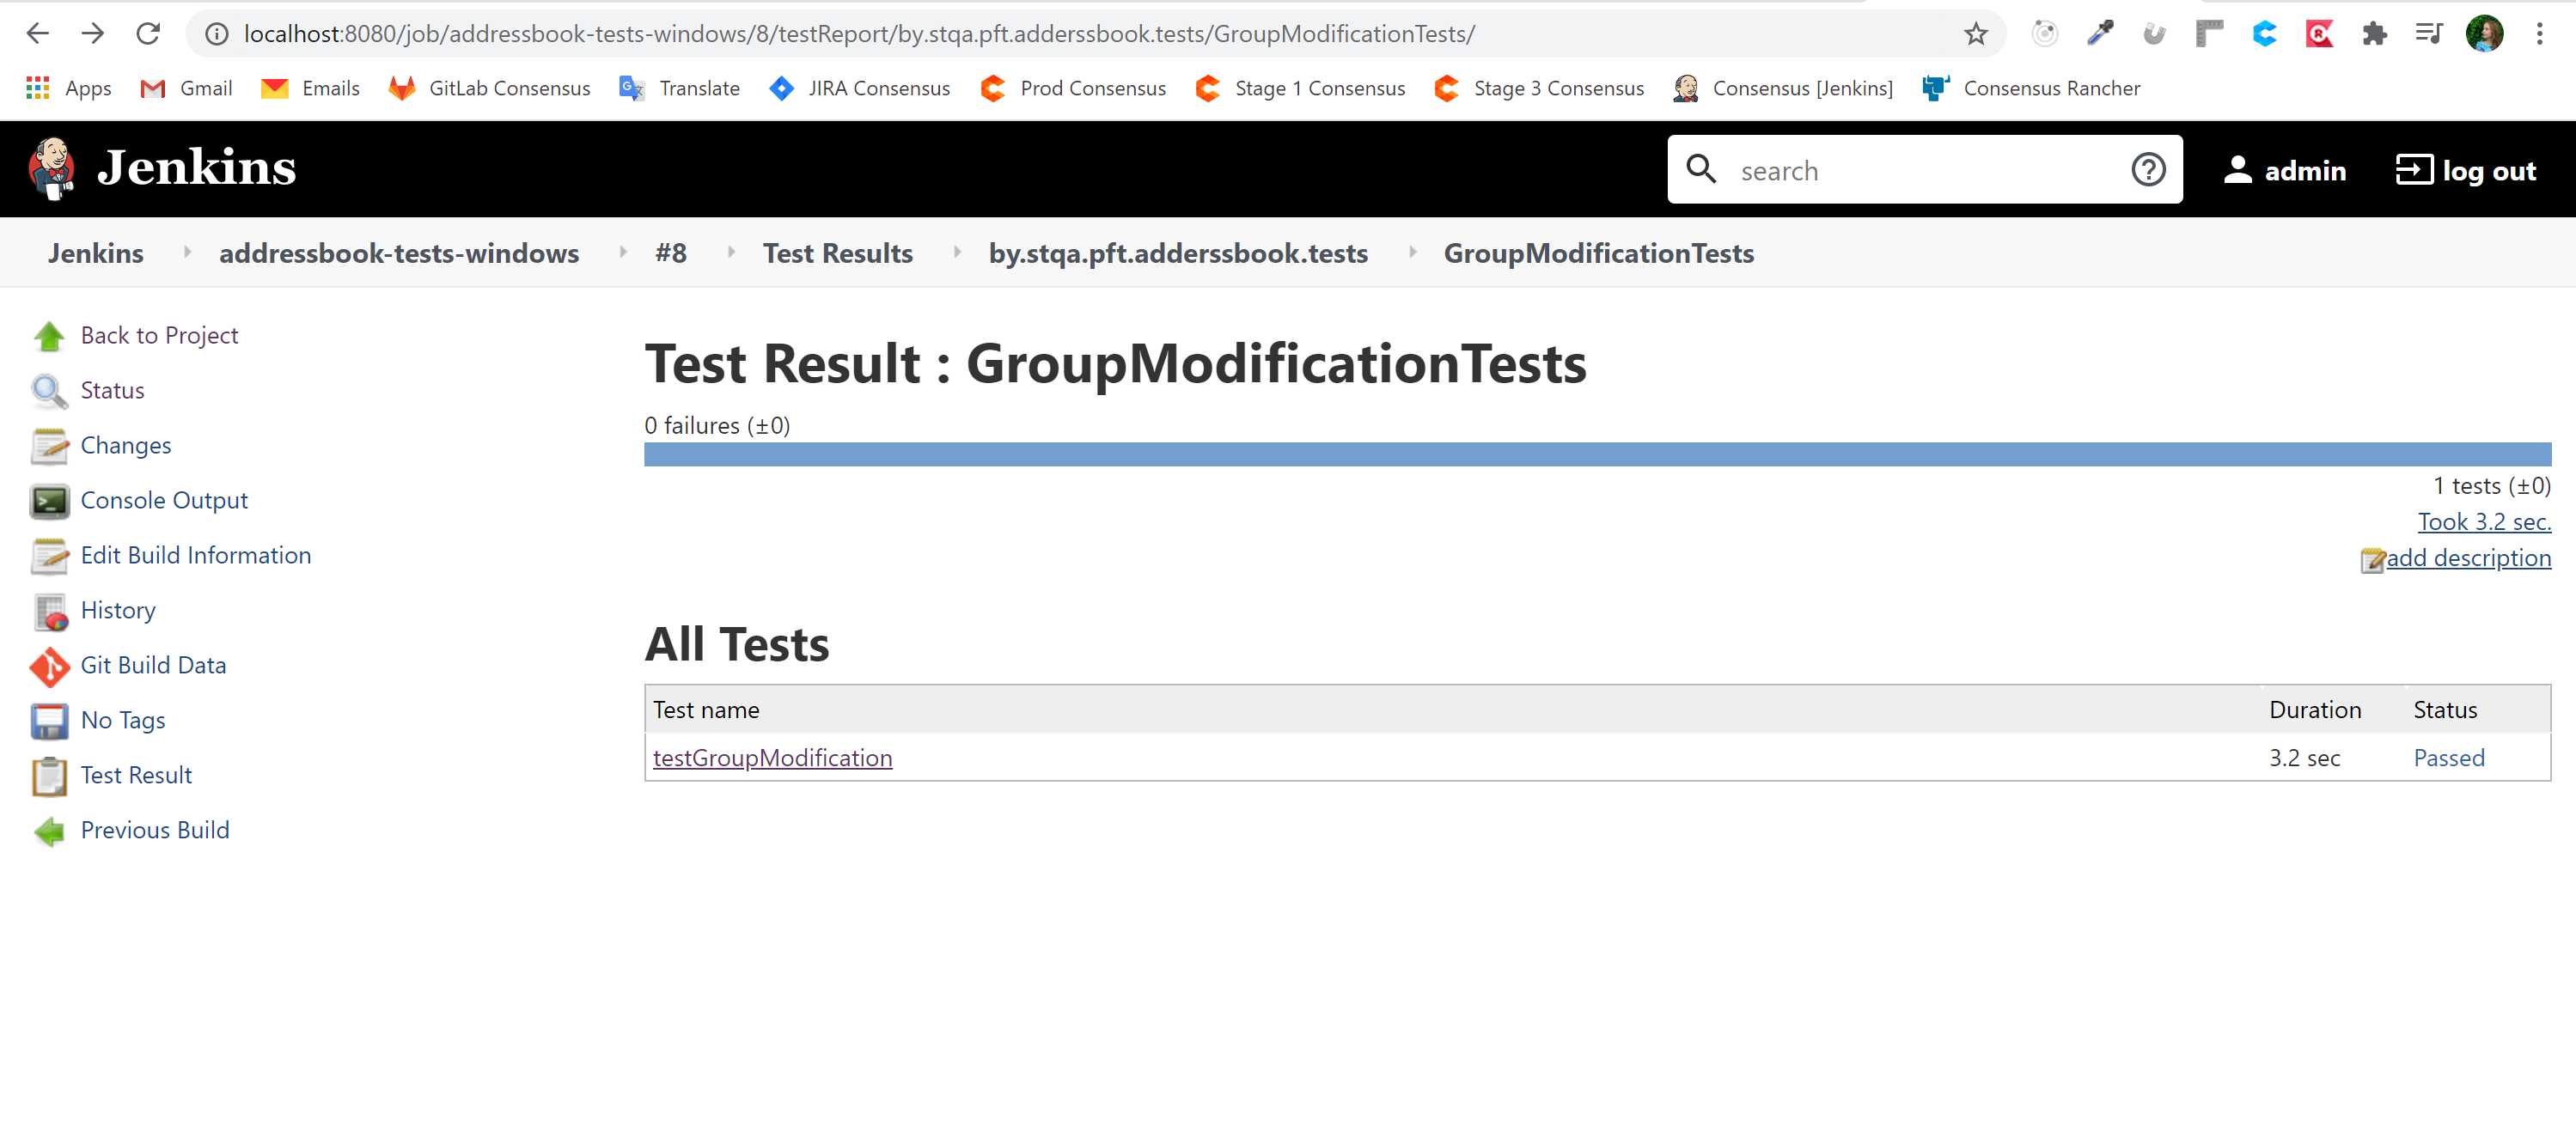 localhost:8080/job/addressbook-tests-windows/8/testReport/by.stqa.pft.adderssbook.tests/GroupModificationTests/
Apps Gmail Emails GitLab Consensus Translate JIRA Consensus Prod Consensus Stage 1 Consensus Stage 3 Consensus Consensus [Jenkins] Consensus Rancher
Jenkins search admin log out
Jenkins addressbook-tests-windows #8 Test Results by.stqa.pft.adderssbook.tests GroupModificationTests
Back to Project
Status
Changes
Console Output
Edit Build Information
History
Git Build Data
No Tags
Test Result
Previous Build
Test Result : GroupModificationTests
0 failures (±0)
1 tests (±0)
Took 3.2 sec.
add description
All Tests
Test name Duration Status
testGroupModification 3.2 sec Passed